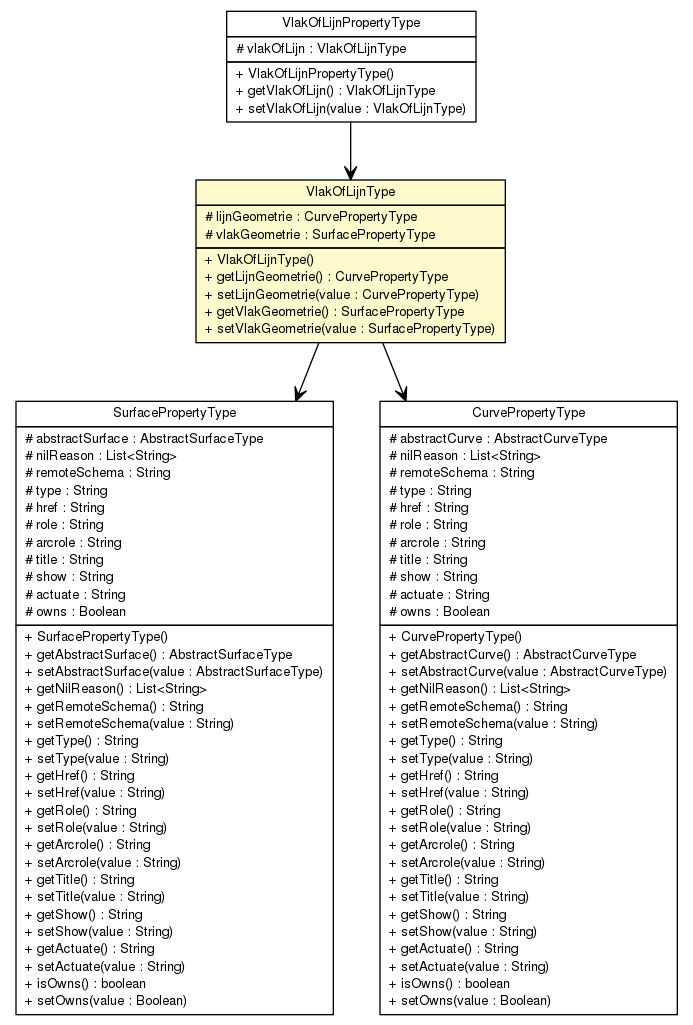 VlakOfLijnPropertyType
# vlakOfLijn : VlakOfLijnType
+ VlakOfLijnPropertyType()
+ getVlakOfLijn() : VlakOfLijnType
+ setVlakOfLijn(value : VlakOfLijnType)
VlakOfLijnType
# lijnGeometrie : CurvePropertyType
# vlakGeometrie : SurfacePropertyType
+ VlakOfLijnType()
+ getLijnGeometrie() : CurvePropertyType
+ setLijnGeometrie(value : CurvePropertyType)
+ getVlakGeometrie() : SurfacePropertyType
+ setVlakGeometrie(value : SurfacePropertyType)
SurfacePropertyType
# abstractSurface : AbstractSurfaceType
# nilReason : List<String>
# remoteSchema : String
# type : String
# href : String
# role : String
# arcrole : String
# title : String
# show : String
# actuate : String
# owns : Boolean
+ SurfacePropertyType()
+ getAbstractSurface() : AbstractSurfaceType
+ setAbstractSurface(value : AbstractSurfaceType)
+ getNilReason() : List<String>
+ getRemoteSchema() : String
+ setRemoteSchema(value : String)
+ getType() : String
+ setType(value : String)
+ getHref() : String
+ setHref(value : String)
+ getRole() : String
+ setRole(value : String)
+ getArcrole() : String
+ setArcrole(value : String)
+ getTitle() : String
+ setTitle(value : String)
+ getShow() : String
+ setShow(value : String)
+ getActuate() : String
+ setActuate(value : String)
+ isOwns() : boolean
+ setOwns(value : Boolean)
CurvePropertyType
# abstractCurve : AbstractCurveType
# nilReason : List<String>
# remoteSchema : String
# type : String
# href : String
# role : String
# arcrole : String
# title : String
# show : String
# actuate : String
# owns : Boolean
+ CurvePropertyType()
+ getAbstractCurve() : AbstractCurveType
+ setAbstractCurve(value : AbstractCurveType)
+ getNilReason() : List<String>
+ getRemoteSchema() : String
+ setRemoteSchema(value : String)
+ getType() : String
+ setType(value : String)
+ getHref() : String
+ setHref(value : String)
+ getRole() : String
+ setRole(value : String)
+ getArcrole() : String
+ setArcrole(value : String)
+ getTitle() : String
+ setTitle(value : String)
+ getShow() : String
+ setShow(value : String)
+ getActuate() : String
+ setActuate(value : String)
+ isOwns() : boolean
+ setOwns(value : Boolean)